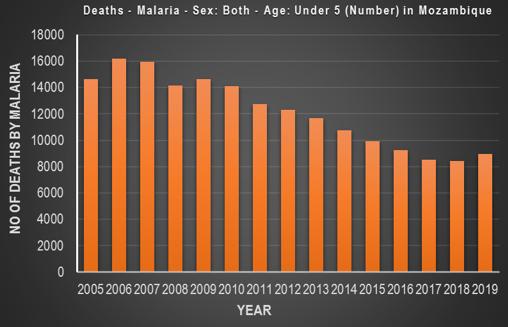 Deaths - Malaria - Sex: Both - Age: Under 5 (Number) in Mozambique
NO OF DEATHS BY MALARIA
18000
16000
14000
12000
10000
8000
6000
4000
2000
0
2005 2006 2007 2008 2009 2010 2011 2012 2013 2014 2015 2016 2017 2018 2019
YEAR